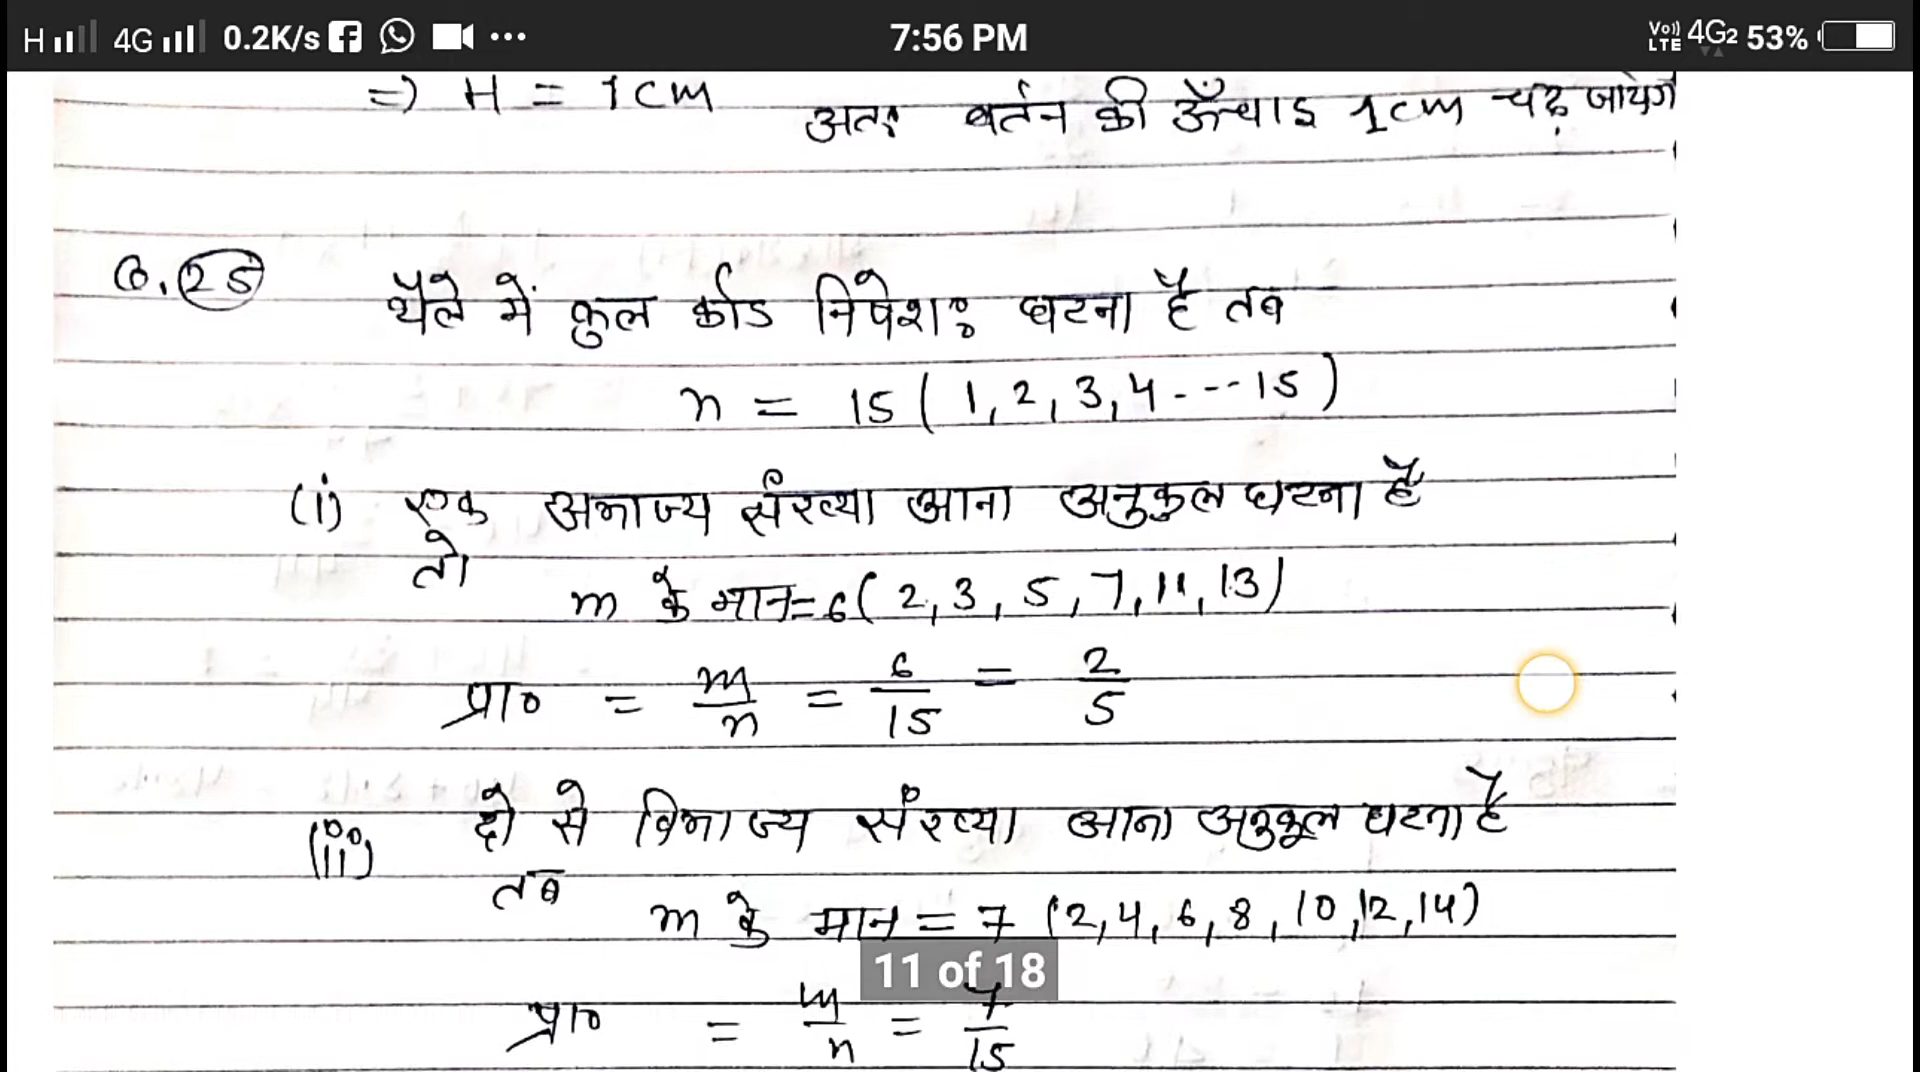 H 4G 0.2K/s ... 7:56 PM Vo)) LTE 4G2 53%
=> H = 1cm अतः बर्तन की ऊँचाइ 1cm चढ़ जायेगी
Q. 25 थैले में कुल कार्ड निषेशः घटना है तब
n = 15 ( 1, 2, 3, 4 - - - 15 )
(i) एक अभाज्य संख्या आना अनुकुल घटना है
तो
m के मान = 6 ( 2, 3, 5, 7, 11, 13 )
प्रा० = m/n = 6/15 = 2/5
(ii) दो से विभाज्य संख्या आना अनुकूल घटना है
तब
m के मान = 7 ( 2, 4, 6, 8, 10, 12, 14 )
11 of 18
प्रा० = m/n = 7/15